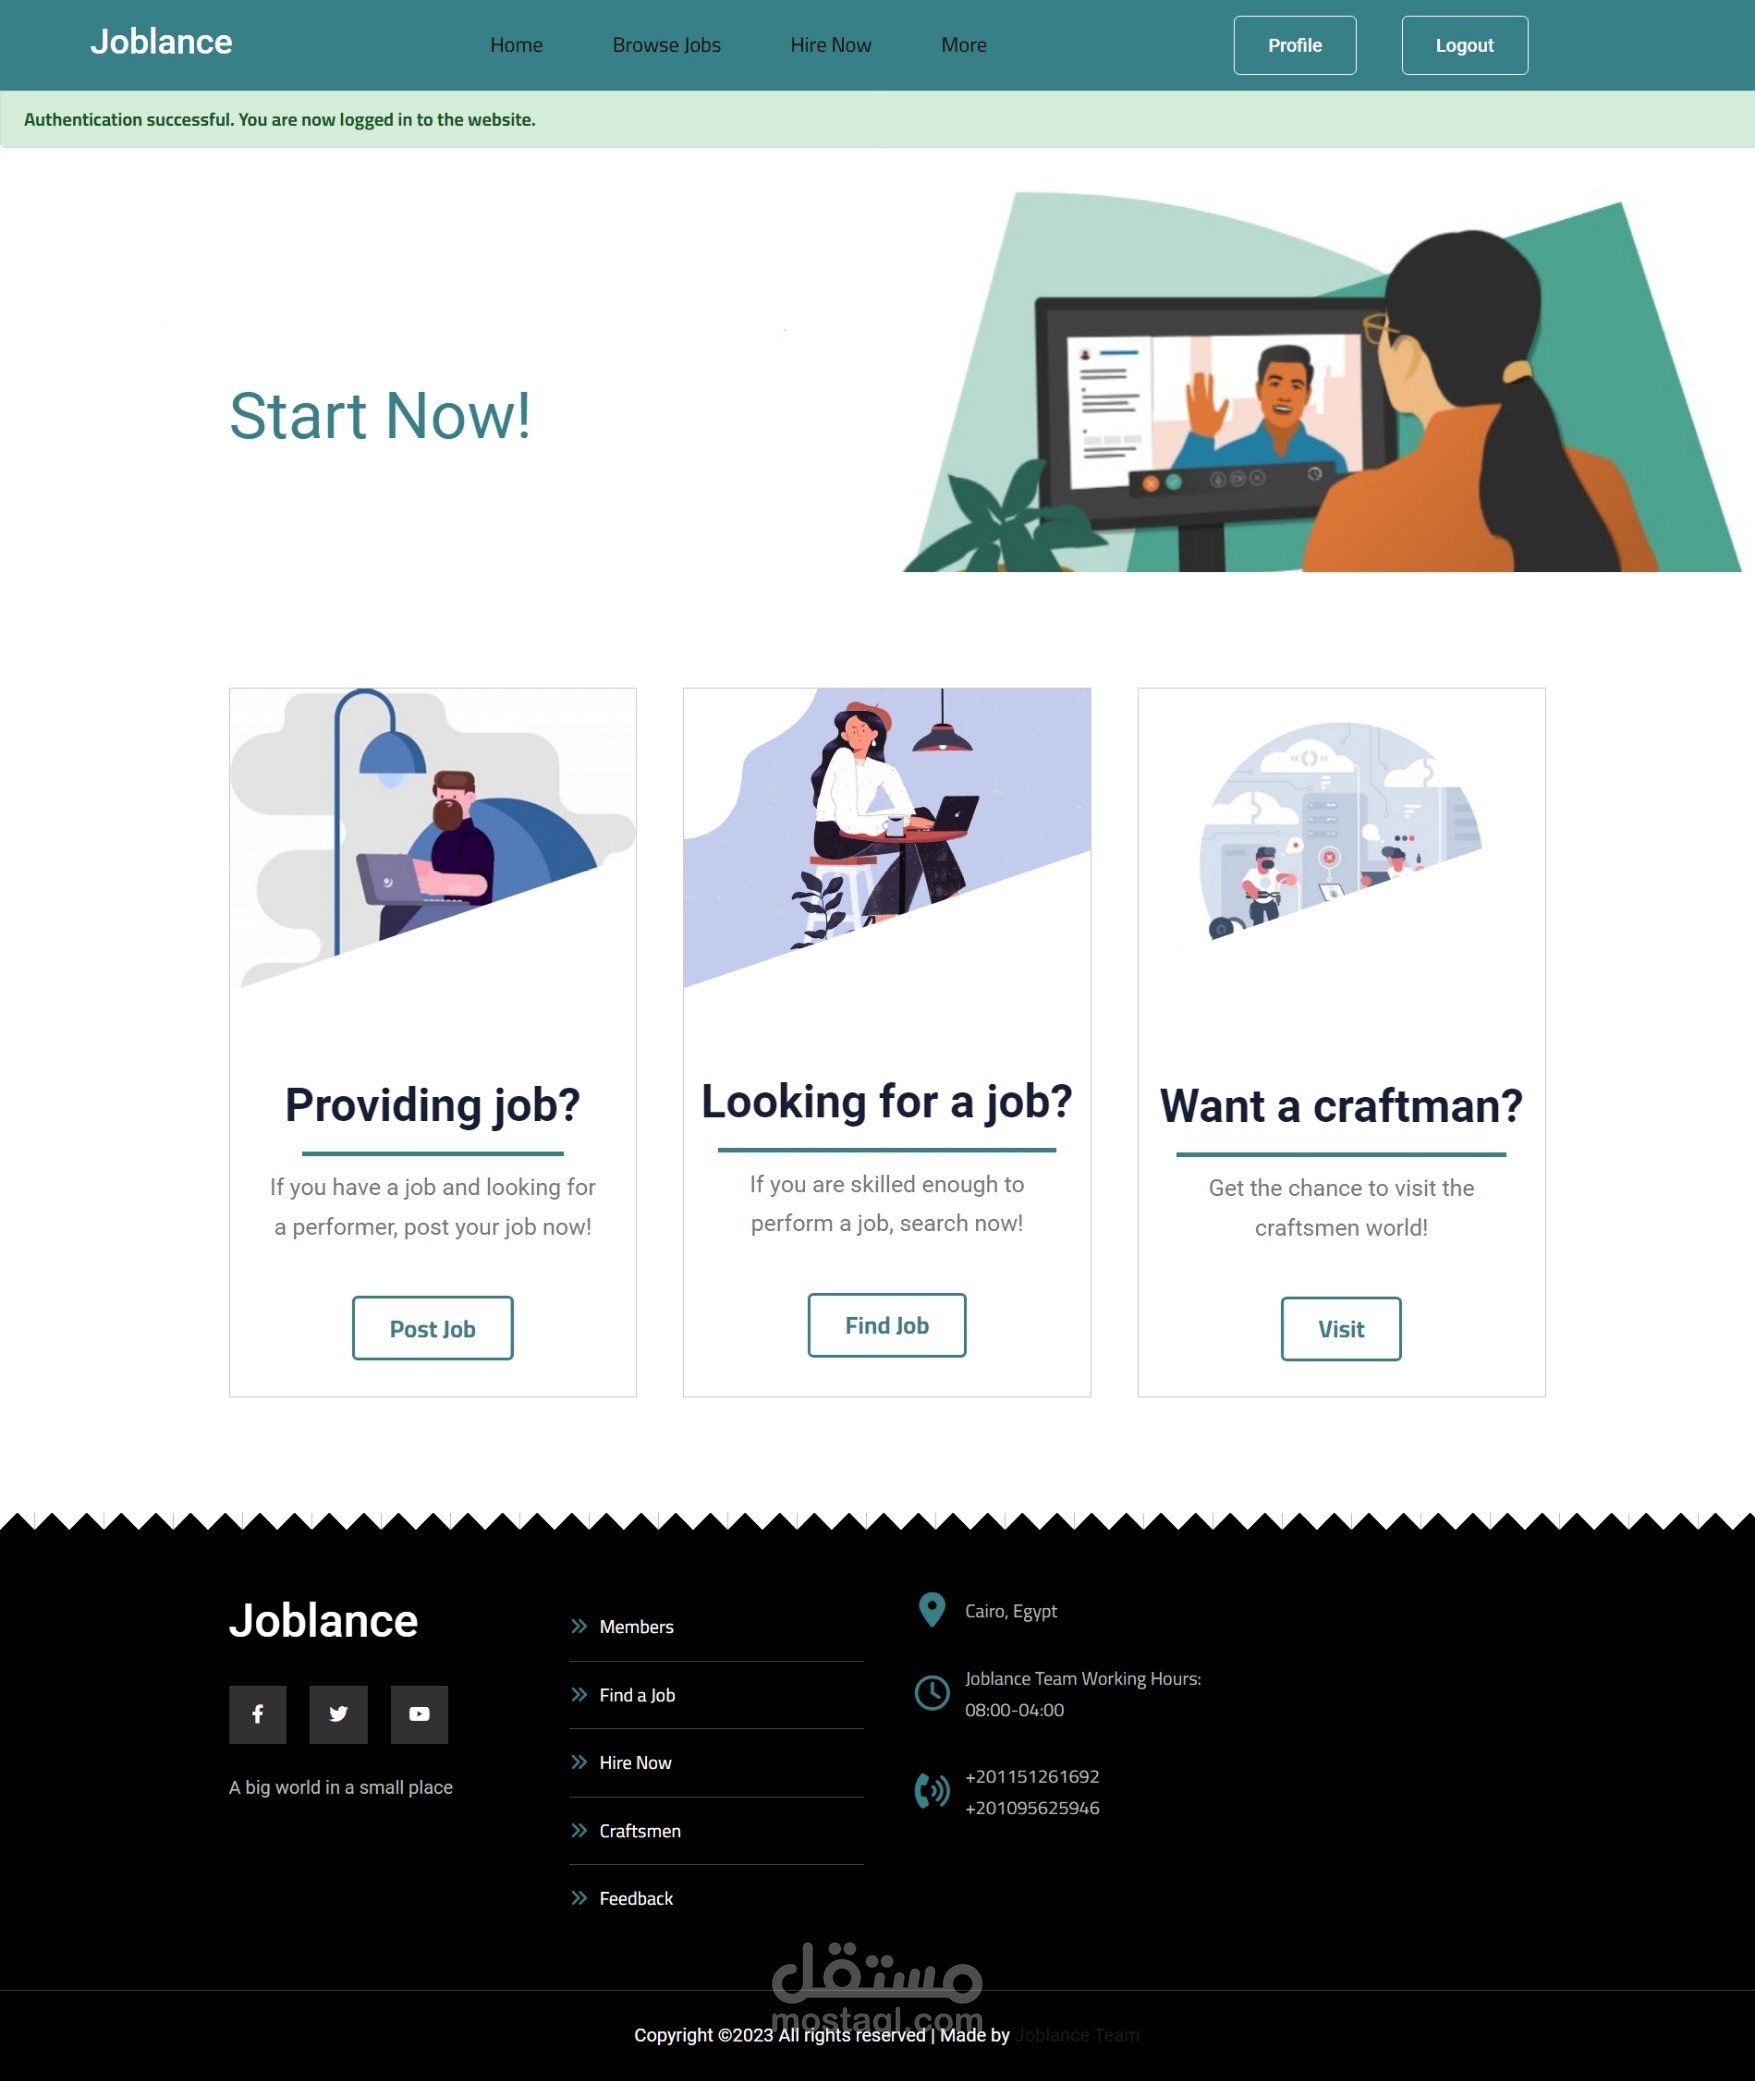 Joblance
Home
Browse Jobs
Hire Now
More
Profile
Logout
Authentication successful. You are now logged in to the website.
Start Now!
Providing job?
If you have a job and looking for
a performer, post your job now!
Post Job
Looking for a job?
If you are skilled enough to
perform a job, search now!
Find Job
Want a craftman?
Get the chance to visit the
craftsmen world!
Visit
Joblance
A big world in a small place
Members
Find a Job
Hire Now
Craftsmen
Feedback
Cairo, Egypt
Joblance Team Working Hours:
08:00-04:00
+201151261692
+201095625946
مستقل
mostaql.com
Copyright ©2023 All rights reserved | Made by Joblance Team